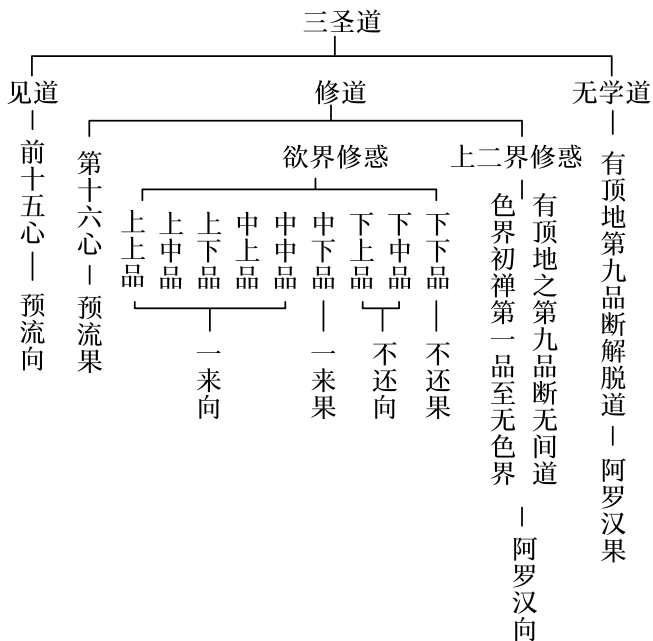 三圣道
见道
修道
无学道
前十五心
预流向
第十六心
预流果
欲界修惑
上二界修惑
上上品
上中品
上下品
中上品
中中品
中下品
下上品
下中品
下下品
一来向
一来果
不还向
不还果
色界初禅第一品至无色界
有顶地之第九品断无间道
阿罗汉向
有顶地第九品断解脱道
阿罗汉果